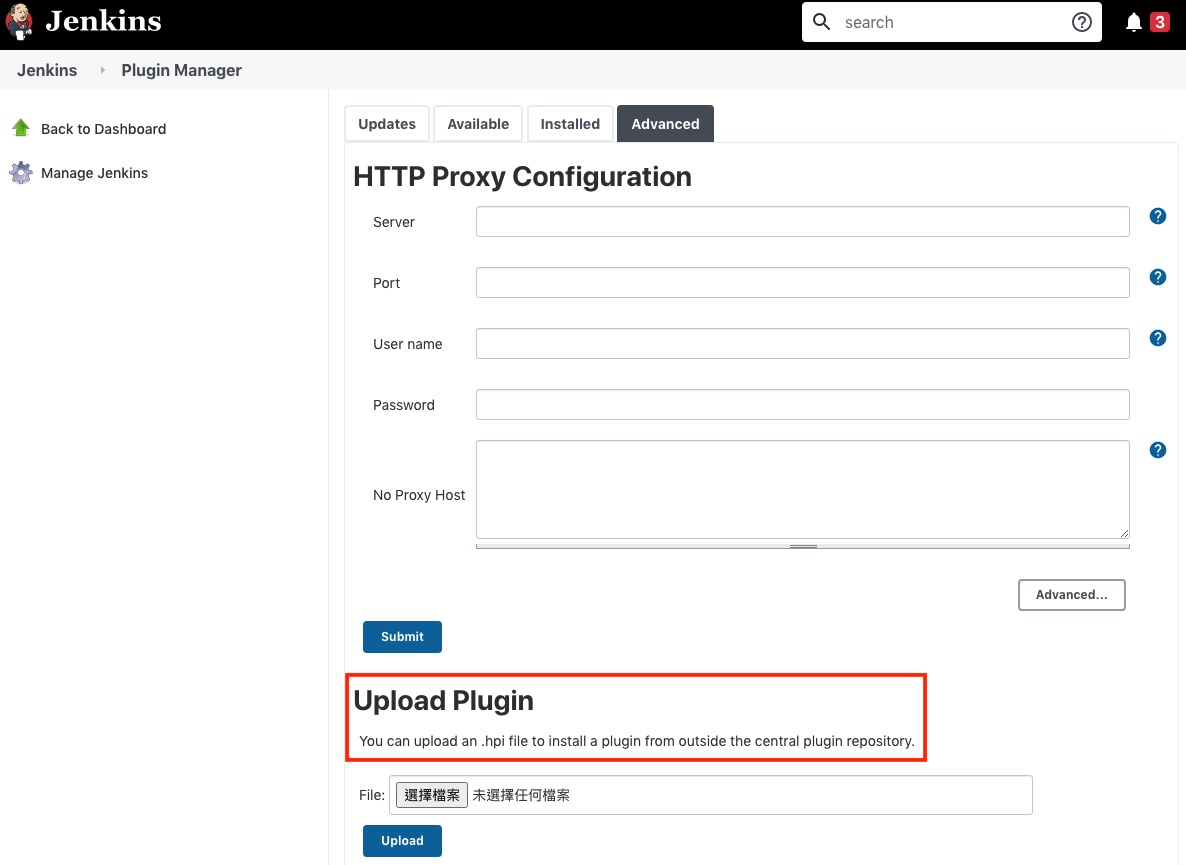 Jenkins
search
3
Jenkins
Plugin Manager
Back to Dashboard
Manage Jenkins
Updates
Available
Installed
Advanced
HTTP Proxy Configuration
Server
?
Port
?
User name
?
Password
No Proxy Host
?
Advanced...
Submit
Upload Plugin
You can upload an .hpi file to install a plugin from outside the central plugin repository.
File: 選擇檔案 未選擇任何檔案
Upload